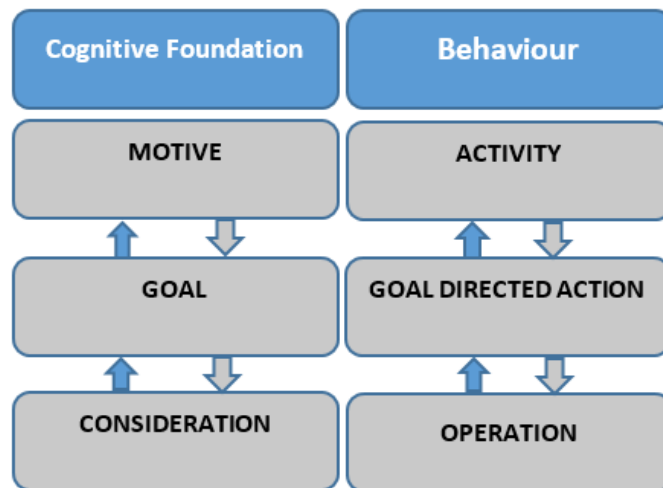 Cognitive Foundation
Behaviour
MOTIVE
ACTIVITY
GOAL
GOAL DIRECTED ACTION
CONSIDERATION
OPERATION